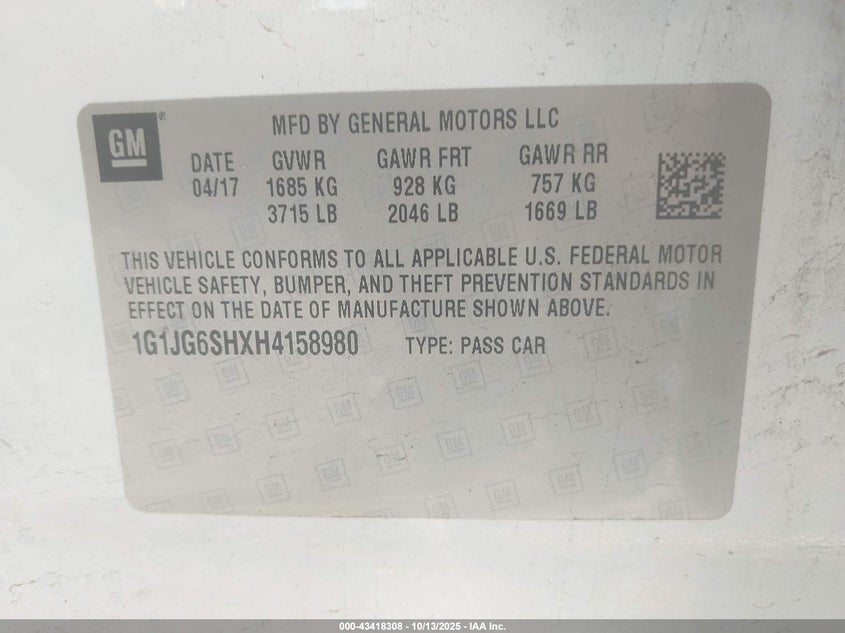 GM®
MFD BY GENERAL MOTORS LLC
DATE GVWR GAWR FRT GAWR RR
04/17 1685 KG 928 KG 757 KG
3715 LB 2046 LB 1669 LB
THIS VEHICLE CONFORMS TO ALL APPLICABLE U.S. FEDERAL MOTOR
VEHICLE SAFETY, BUMPER, AND THEFT PREVENTION STANDARDS IN
EFFECT ON THE DATE OF MANUFACTURE SHOWN ABOVE.
1G1JG6SHXH4158980 TYPE: PASS CAR
000-43418308 - 10/13/2025 - IAA Inc.